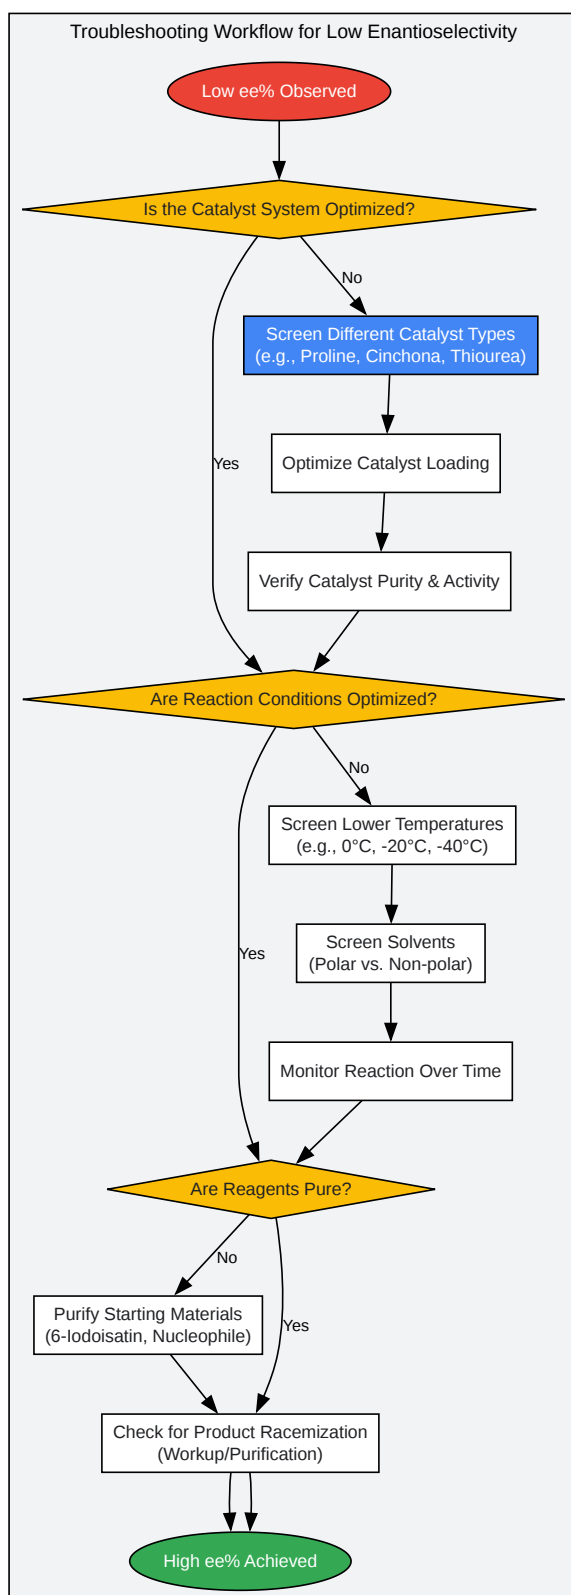 Troubleshooting Workflow for Low Enantioselectivity
Low ee% Observed
Is the Catalyst System Optimized?
No
Screen Different Catalyst Types
(e.g., Proline, Cinchona, Thiourea)
Yes
Optimize Catalyst Loading
Verify Catalyst Purity & Activity
Are Reaction Conditions Optimized?
No
Screen Lower Temperatures
(e.g., 0°C, -20°C, -40°C)
Yes
Screen Solvents
(Polar vs. Non-polar)
Monitor Reaction Over Time
Are Reagents Pure?
No
Purify Starting Materials
(6-Iodoisatin, Nucleophile)
Yes
Check for Product Racemization
(Workup/Purification)
High ee% Achieved